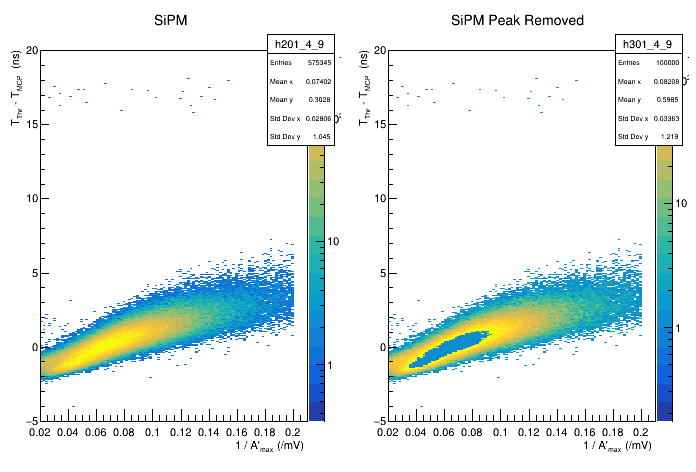 SiPM
h201_4_9
Entries 575345
Mean x 0.07402
Mean y 0.3028
Std Dev x 0.02806
Std Dev y 1.045
T_Thr - T_MCP (ns)
20
15
10
5
0
−5
10
1
0.02 0.04 0.06 0.08 0.1 0.12 0.14 0.16 0.18 0.2
1 / A'_max (/mV)
SiPM Peak Removed
h301_4_9
Entries 100000
Mean x 0.08208
Mean y 0.5985
Std Dev x 0.03363
Std Dev y 1.219
T_Thr - T_MCP (ns)
20
15
10
5
0
−5
10
1
0.02 0.04 0.06 0.08 0.1 0.12 0.14 0.16 0.18 0.2
1 / A'_max (/mV)